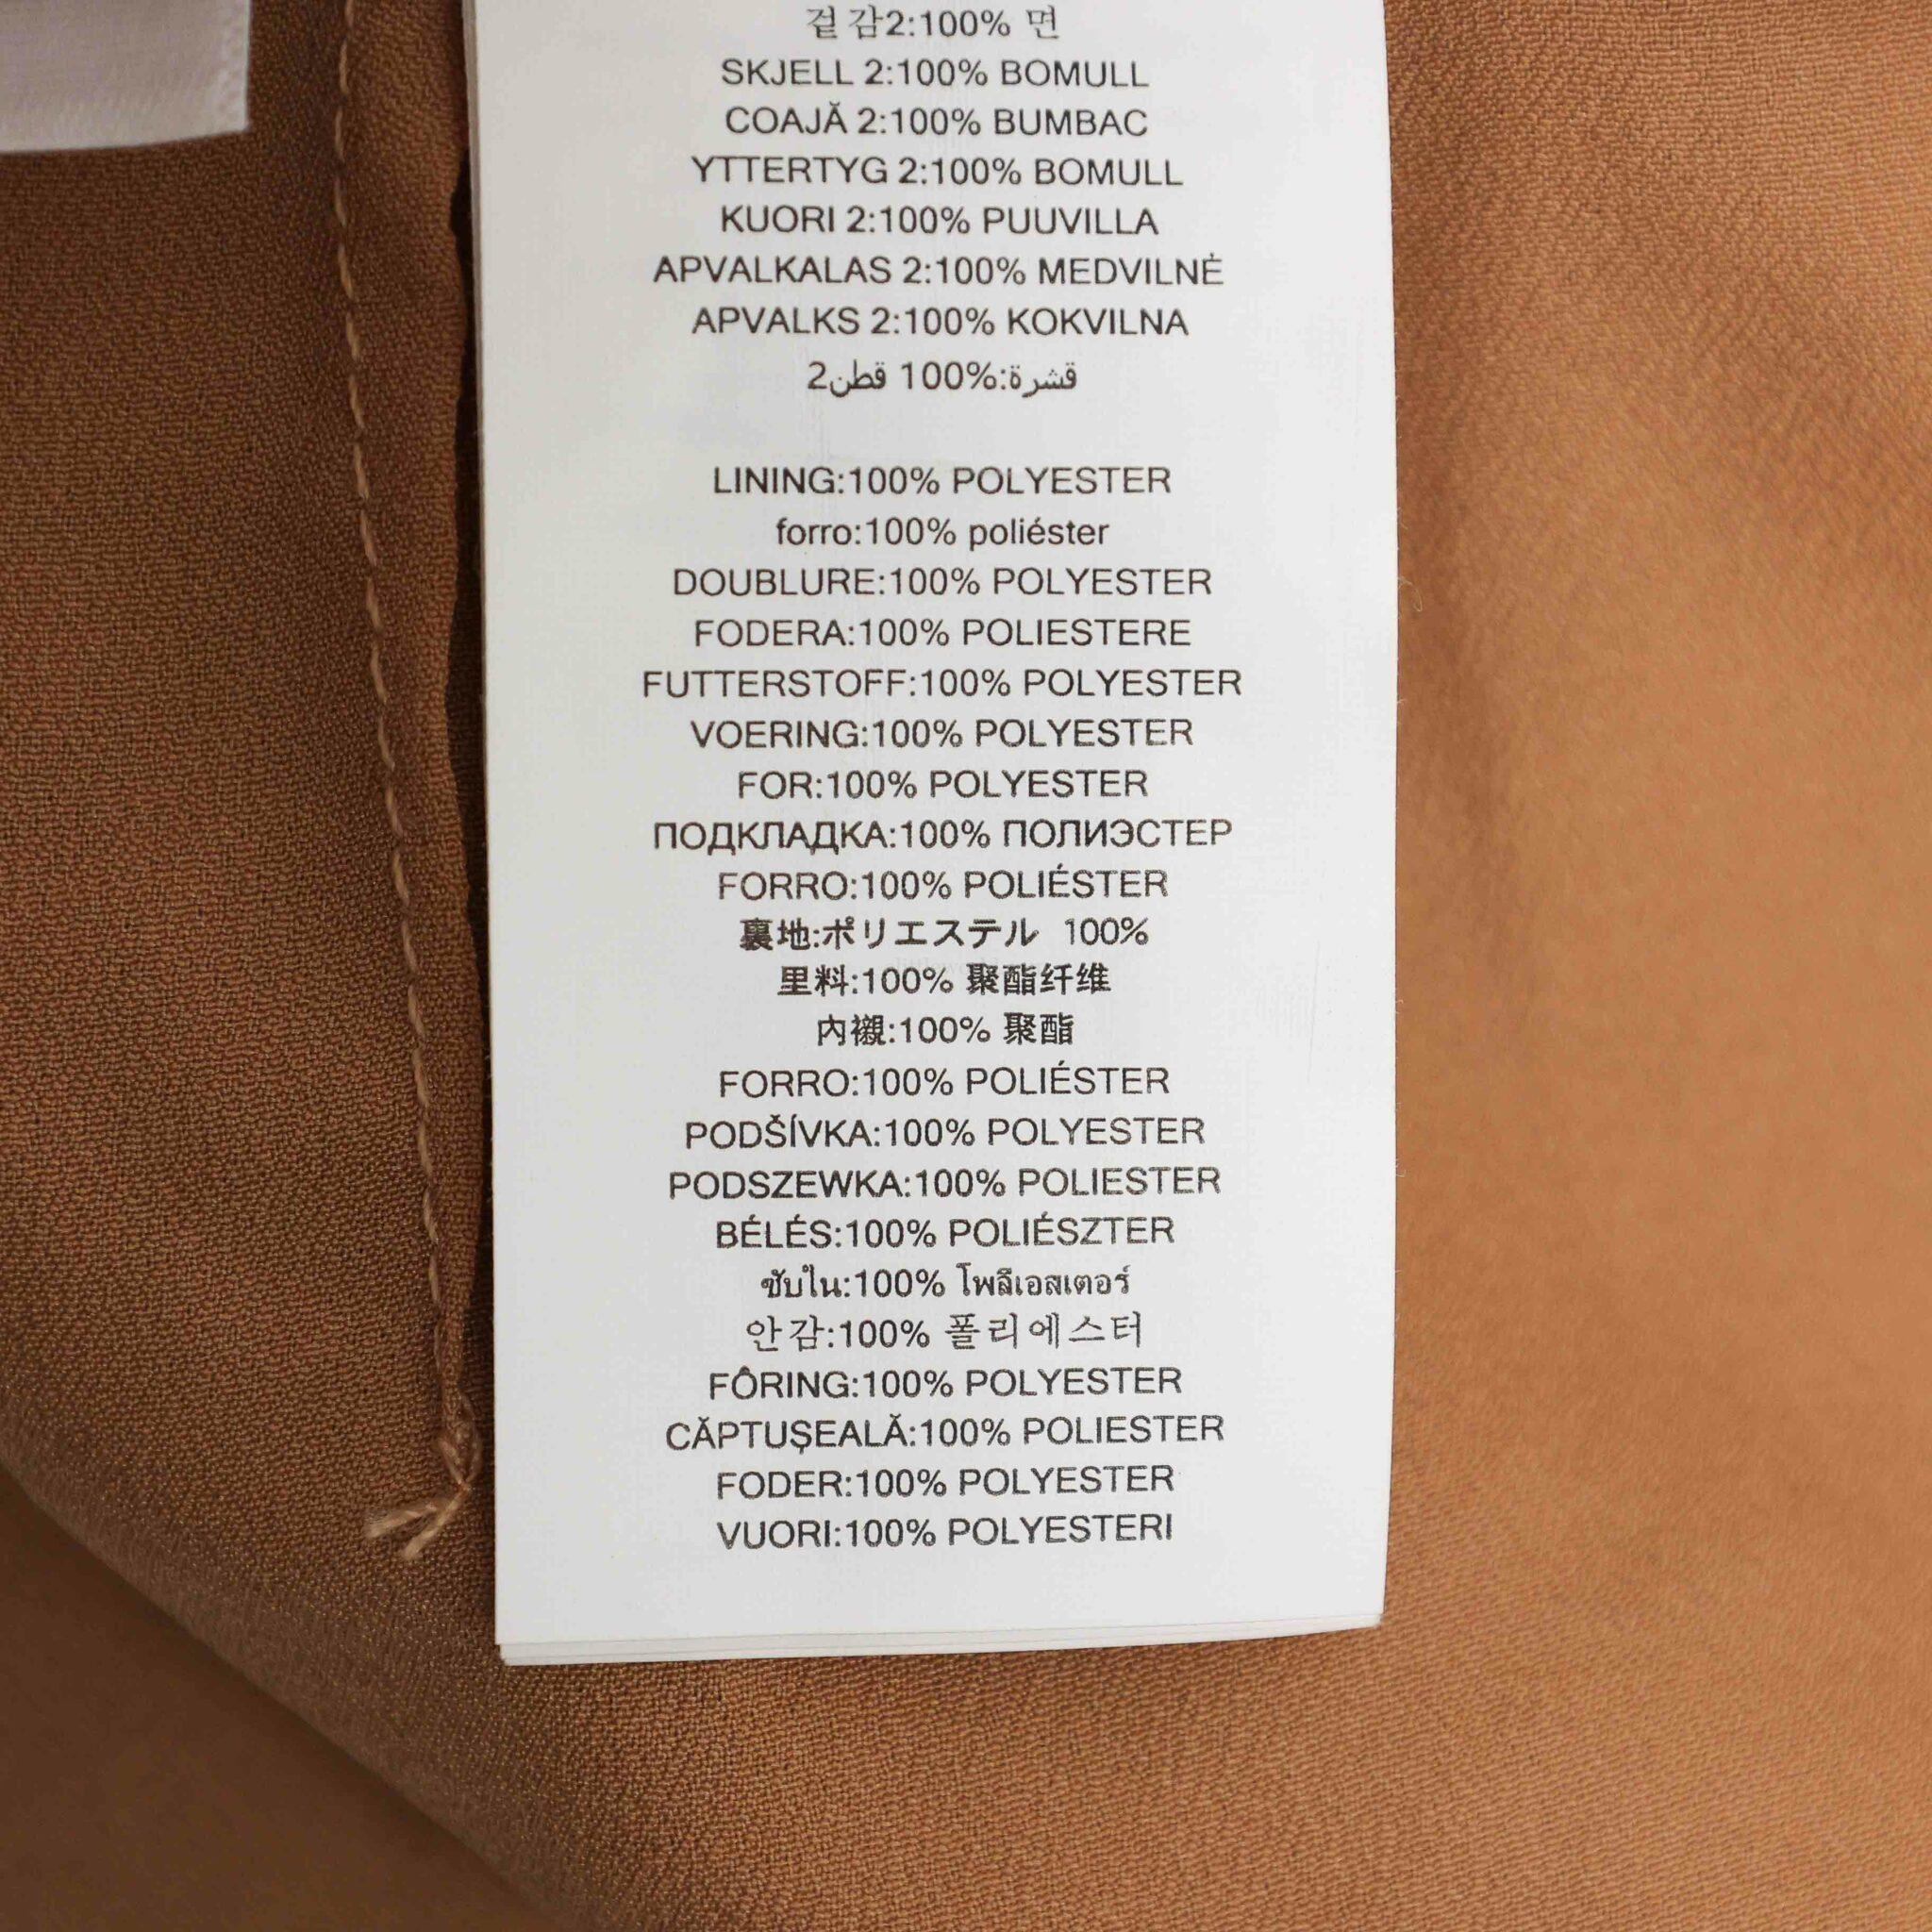 겉감2:100% 면
SKJELL 2:100% BOMULL
COAJĂ 2:100% BUMBAC
YTTERTYG 2:100% BOMULL
KUORI 2:100% PUUVILLA
APVALKALAS 2:100% MEDVILNĖ
APVALKS 2:100% KOKVILNA
قشرة:100% قطن2
LINING:100% POLYESTER
forro:100% poliéster
DOUBLURE:100% POLYESTER
FODERA:100% POLIESTERE
FUTTERSTOFF:100% POLYESTER
VOERING:100% POLYESTER
FOR:100% POLYESTER
ПОДКЛАДКА:100% ПОЛИЭСТЕР
FORRO:100% POLIÉSTER
裏地:ポリエステル 100%
里料:100% 聚酯纤维
内襯:100% 聚酯
FORRO:100% POLIÉSTER
PODŠÍVKA:100% POLYESTER
PODSZEWKA:100% POLIESTER
BÉLÉS:100% POLIÉSZTER
ซับใน:100% โพลีเอสเตอร์
안감:100% 폴리에스터
FÔRING:100% POLYESTER
CĂPTUȘEALĂ:100% POLIESTER
FODER:100% POLYESTER
VUORI:100% POLYESTERI